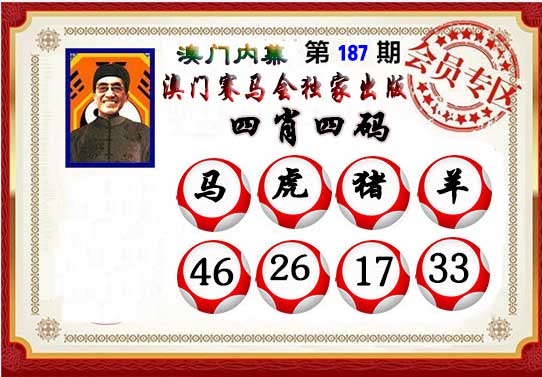 澳门内幕 第187期
会员专区
澳门赛马会独家出版
四肖四码
马 虎 猪 羊
46 26 17 33